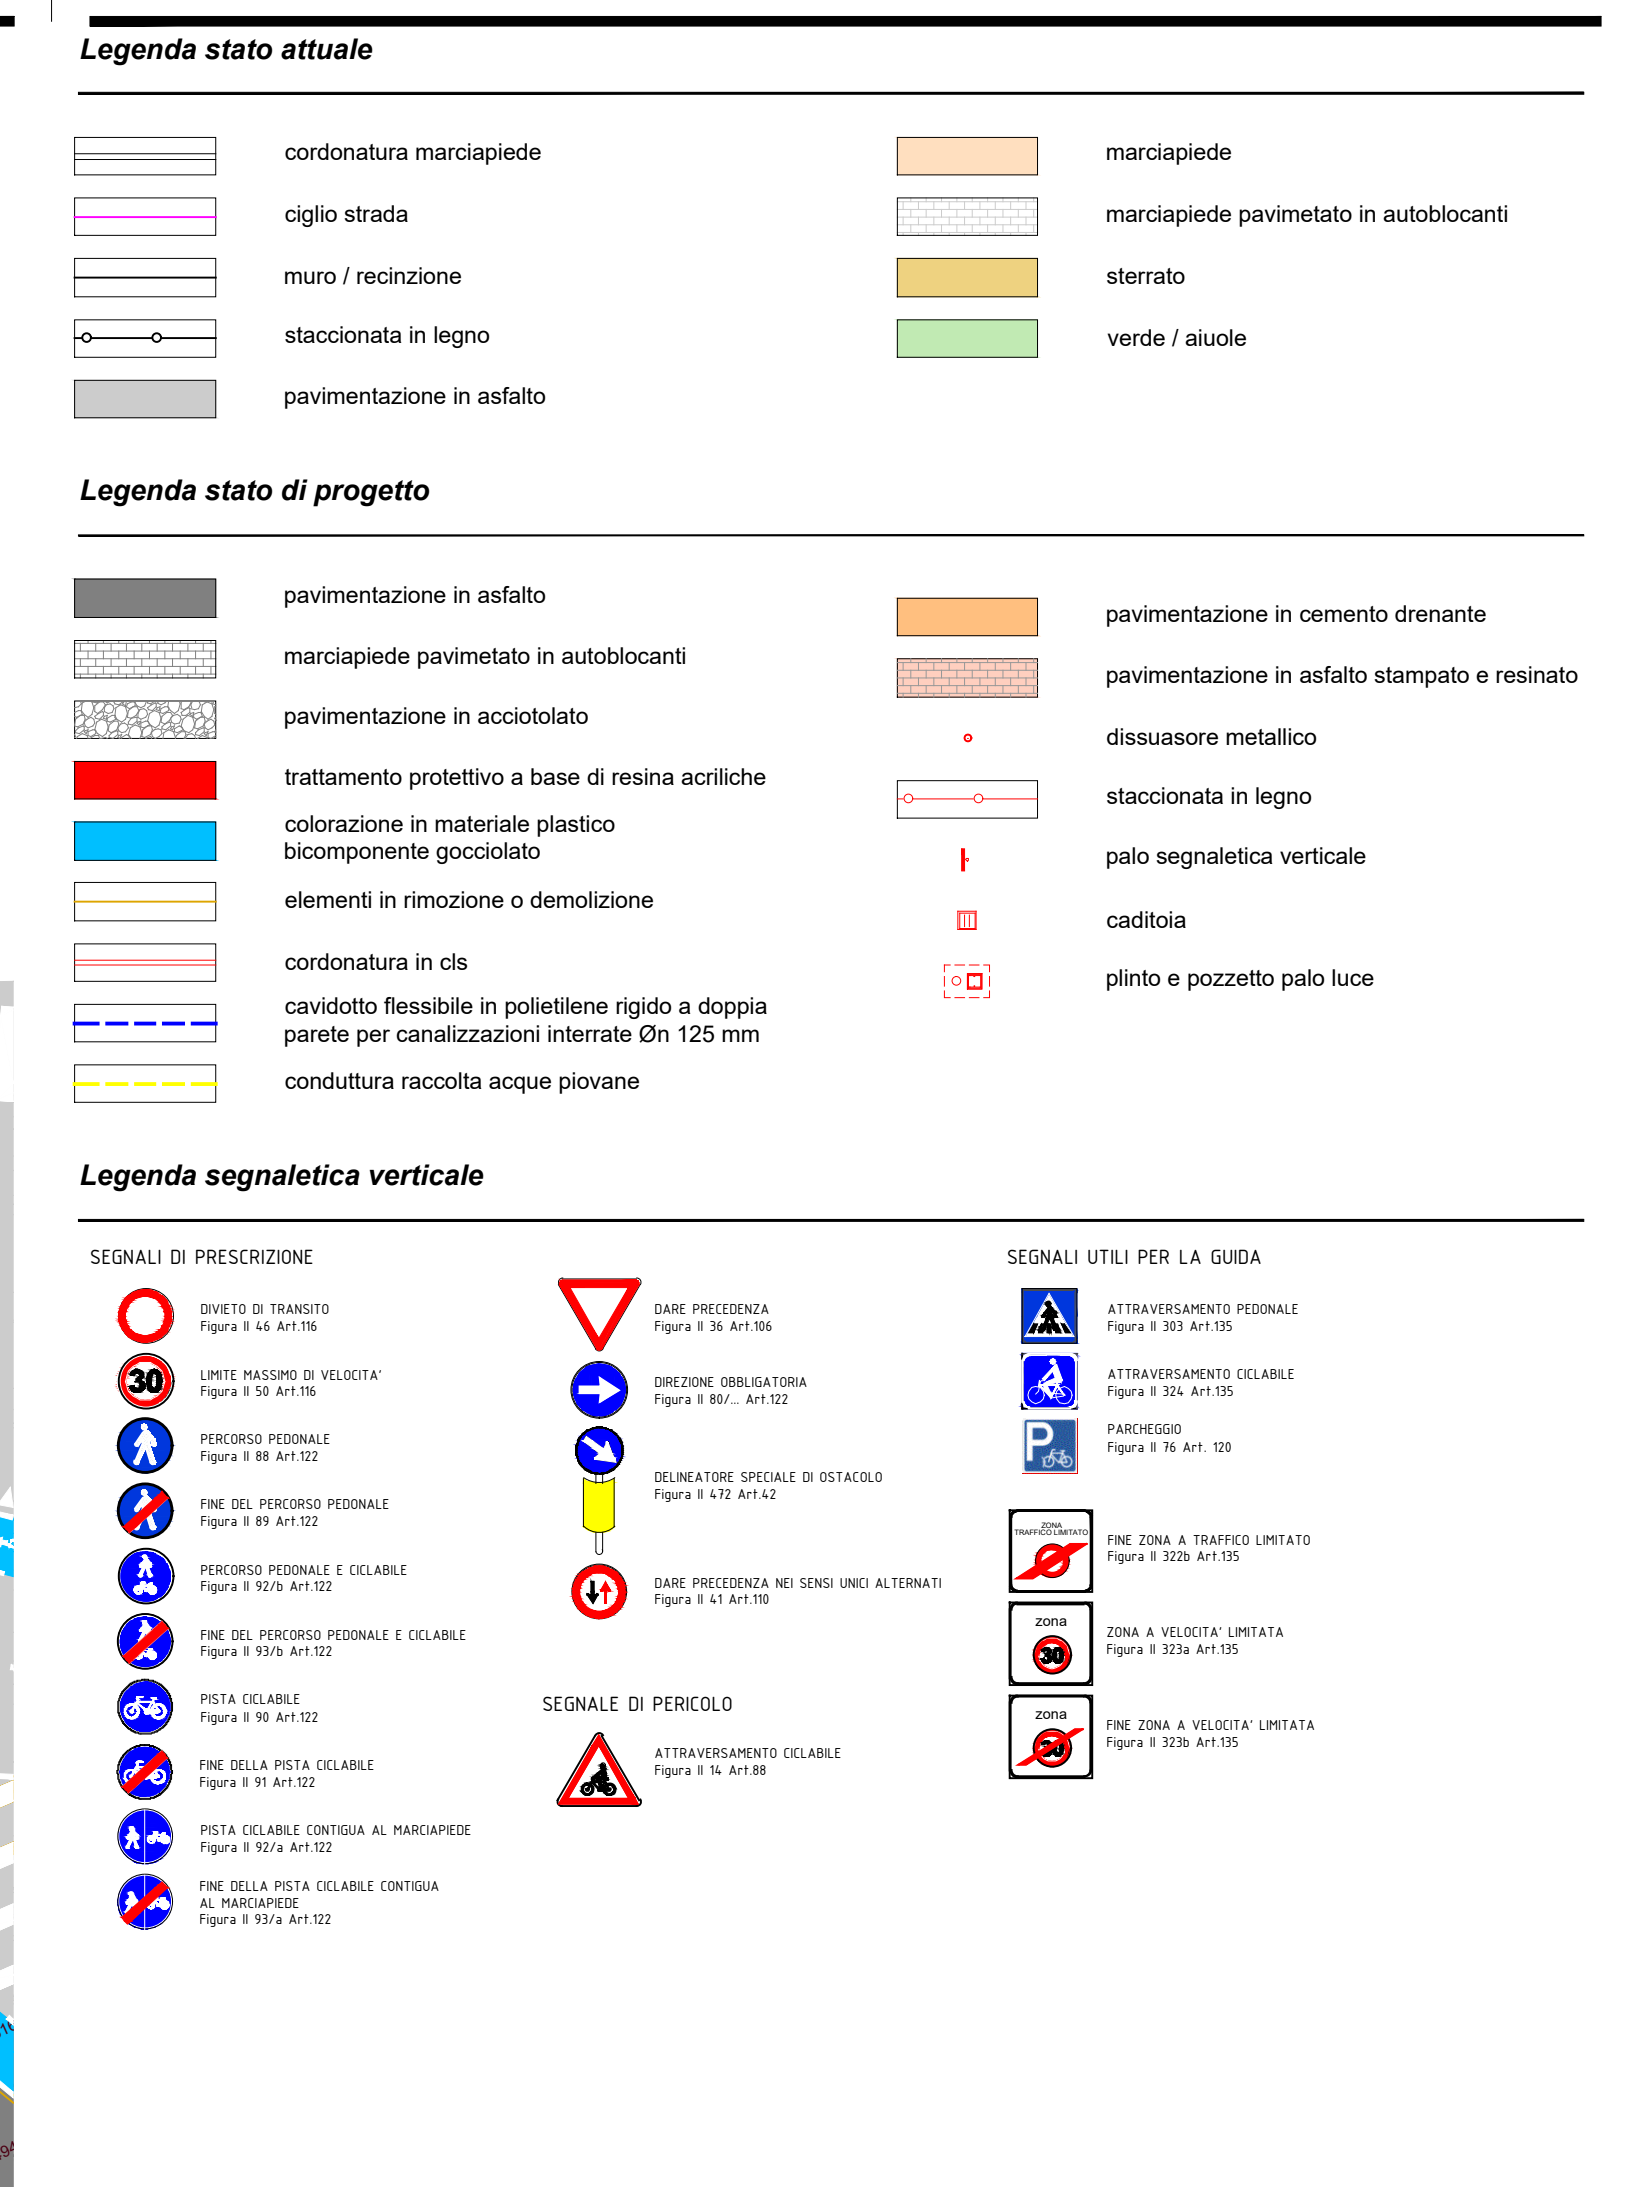 Legenda stato attuale
cordonatura marciapiede
ciglio strada
muro / recinzione
staccionata in legno
pavimentazione in asfalto
marciapiede
marciapiede pavimetato in autoblocanti
sterrato
verde / aiuole
Legenda stato di progetto
pavimentazione in asfalto
marciapiede pavimetato in autoblocanti
pavimentazione in acciotolato
trattamento protettivo a base di resina acriliche
colorazione in materiale plastico
bicomponente gocciolato
elementi in rimozione o demolizione
cordonatura in cls
cavidotto flessibile in polietilene rigido a doppia
parete per canalizzazioni interrate Øn 125 mm
conduttura raccolta acque piovane
pavimentazione in cemento drenante
pavimentazione in asfalto stampato e resinato
dissuasore metallico
staccionata in legno
palo segnaletica verticale
caditoia
plinto e pozzetto palo luce
Legenda segnaletica verticale
SEGNALI DI PRESCRIZIONE
DIVIETO DI TRANSITO
Figura II 46 Art.116
30
LIMITE MASSIMO DI VELOCITA'
Figura II 50 Art.116
PERCORSO PEDONALE
Figura II 88 Art.122
FINE DEL PERCORSO PEDONALE
Figura II 89 Art.122
PERCORSO PEDONALE E CICLABILE
Figura II 92/b Art.122
FINE DEL PERCORSO PEDONALE E CICLABILE
Figura II 93/b Art.122
PISTA CICLABILE
Figura II 90 Art.122
FINE DELLA PISTA CICLABILE
Figura II 91 Art.122
PISTA CICLABILE CONTIGUA AL MARCIAPIEDE
Figura II 92/a Art.122
FINE DELLA PISTA CICLABILE CONTIGUA
AL MARCIAPIEDE
Figura II 93/a Art.122
DARE PRECEDENZA
Figura II 36 Art.106
DIREZIONE OBBLIGATORIA
Figura II 80/... Art.122
DELINEATORE SPECIALE DI OSTACOLO
Figura II 472 Art.42
DARE PRECEDENZA NEI SENSI UNICI ALTERNATI
Figura II 41 Art.110
SEGNALE DI PERICOLO
ATTRAVERSAMENTO CICLABILE
Figura II 14 Art.88
SEGNALI UTILI PER LA GUIDA
ATTRAVERSAMENTO PEDONALE
Figura II 303 Art.135
ATTRAVERSAMENTO CICLABILE
Figura II 324 Art.135
P
PARCHEGGIO
Figura II 76 Art. 120
ZONA
TRAFFICO LIMITATO
FINE ZONA A TRAFFICO LIMITATO
Figura II 322b Art.135
zona
30
ZONA A VELOCITA' LIMITATA
Figura II 323a Art.135
zona
30
FINE ZONA A VELOCITA' LIMITATA
Figura II 323b Art.135